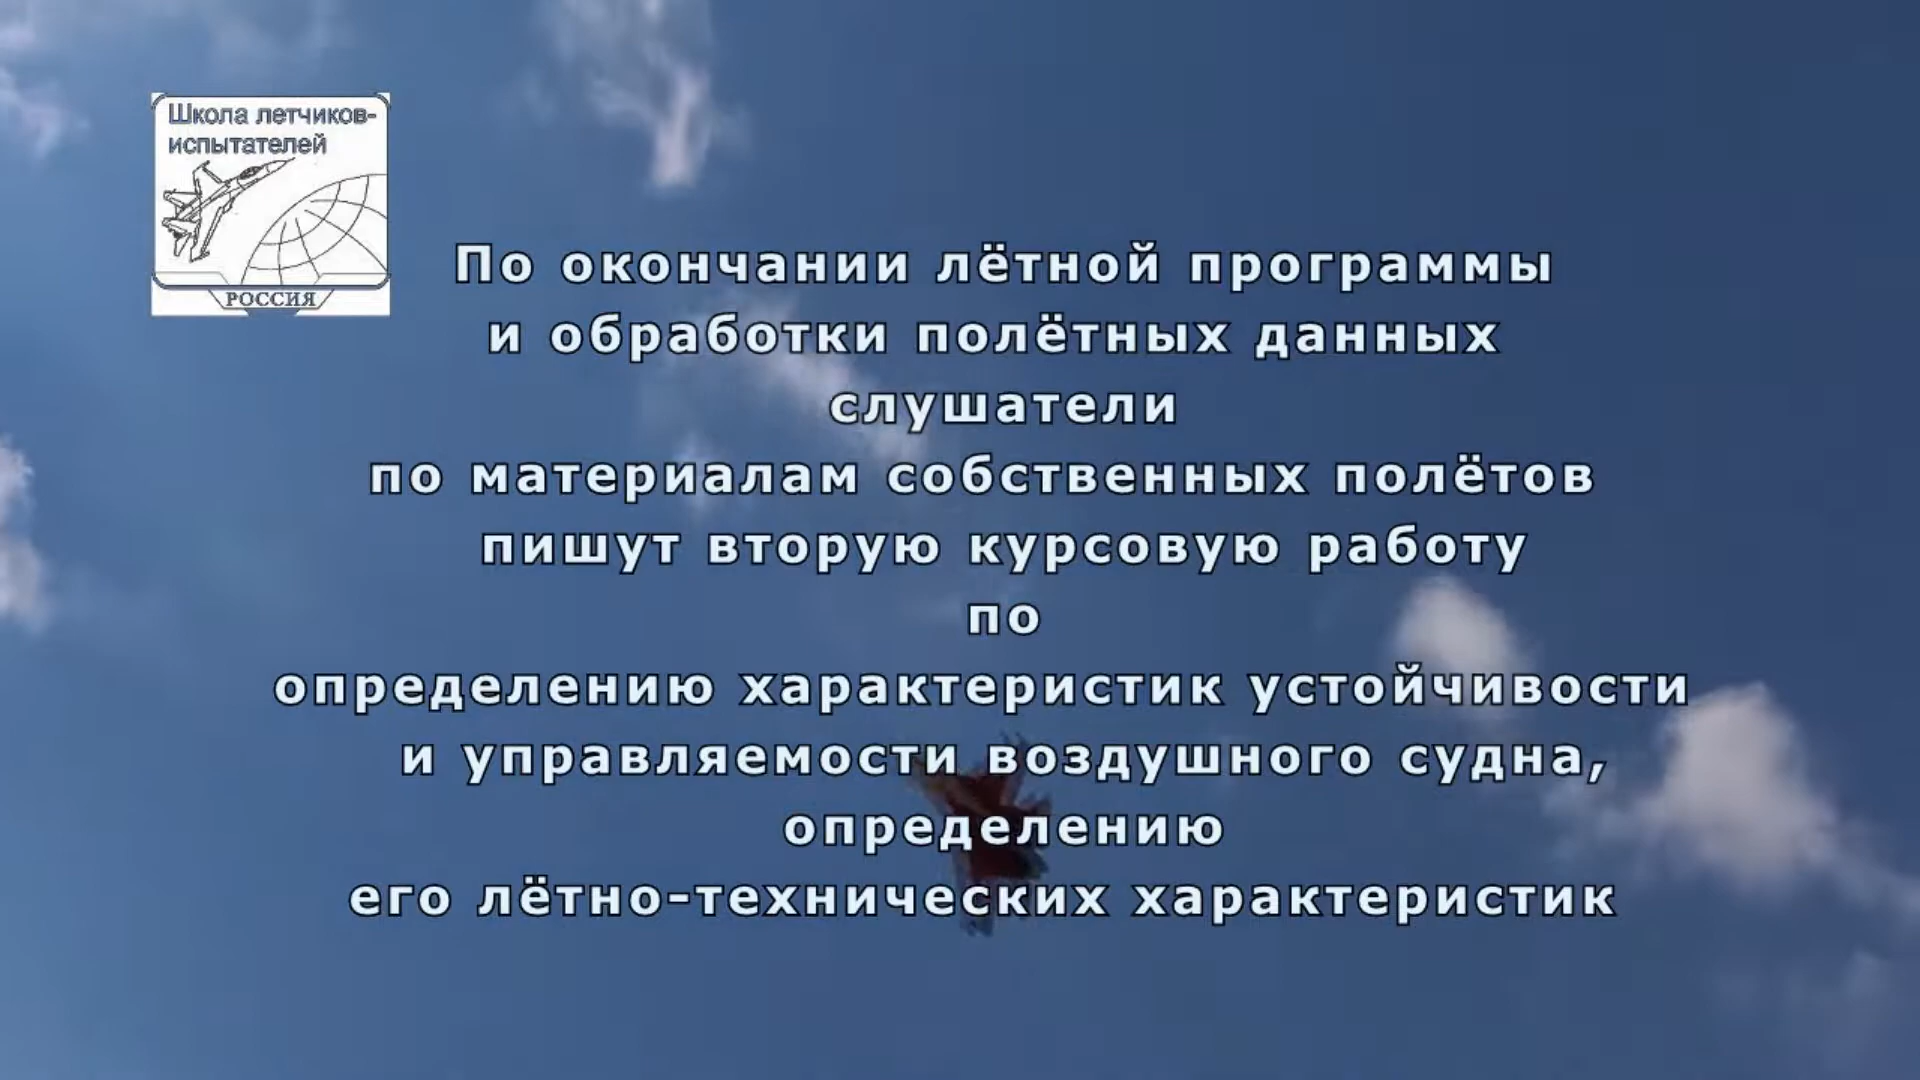 Школа летчиков-
испытателей
РОССИЯ
По окончании лётной программы
и обработки полётных данных
слушатели
по материалам собственных полётов
пишут вторую курсовую работу
по
определению характеристик устойчивости
и управляемости воздушного судна,
определению
его лётно-технических характеристик